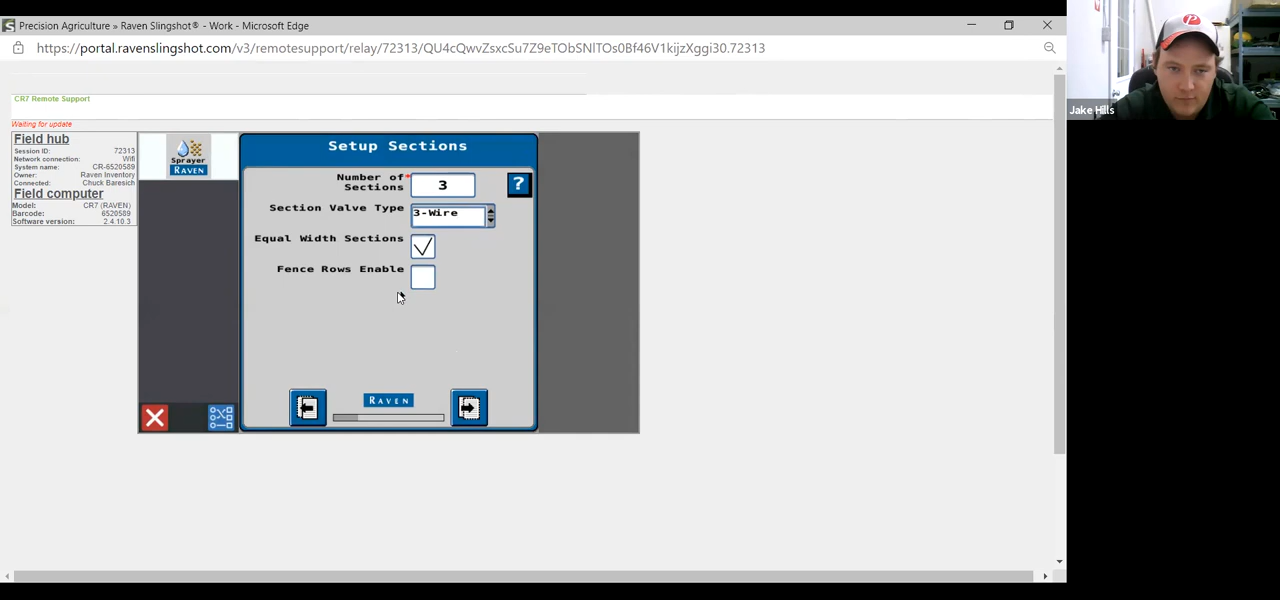 Precision Agriculture » Raven Slingshot® - Work - Microsoft Edge
https://portal.ravenslingshot.com/v3/remotesupport/relay/72313/QU4cQwvZsxcSu7Z9eTObSNlTOs0Bf46V1kijzXggi30.72313
CR7 Remote Support
Waiting for update
Field hub
Session ID: 72313
Network connection: Wifi
System name: CR-6520589
Owner: Raven Inventory
Connected: Chuck Baresich
Field computer
Model: CR7 (RAVEN)
Barcode: 6520589
Software version: 2.4.10.3
Sprayer
RAVEN
Setup Sections
Number of* Sections 3
?
Section Valve Type 3-Wire
Equal Width Sections
Fence Rows Enable
RAVEN
Jake Hills